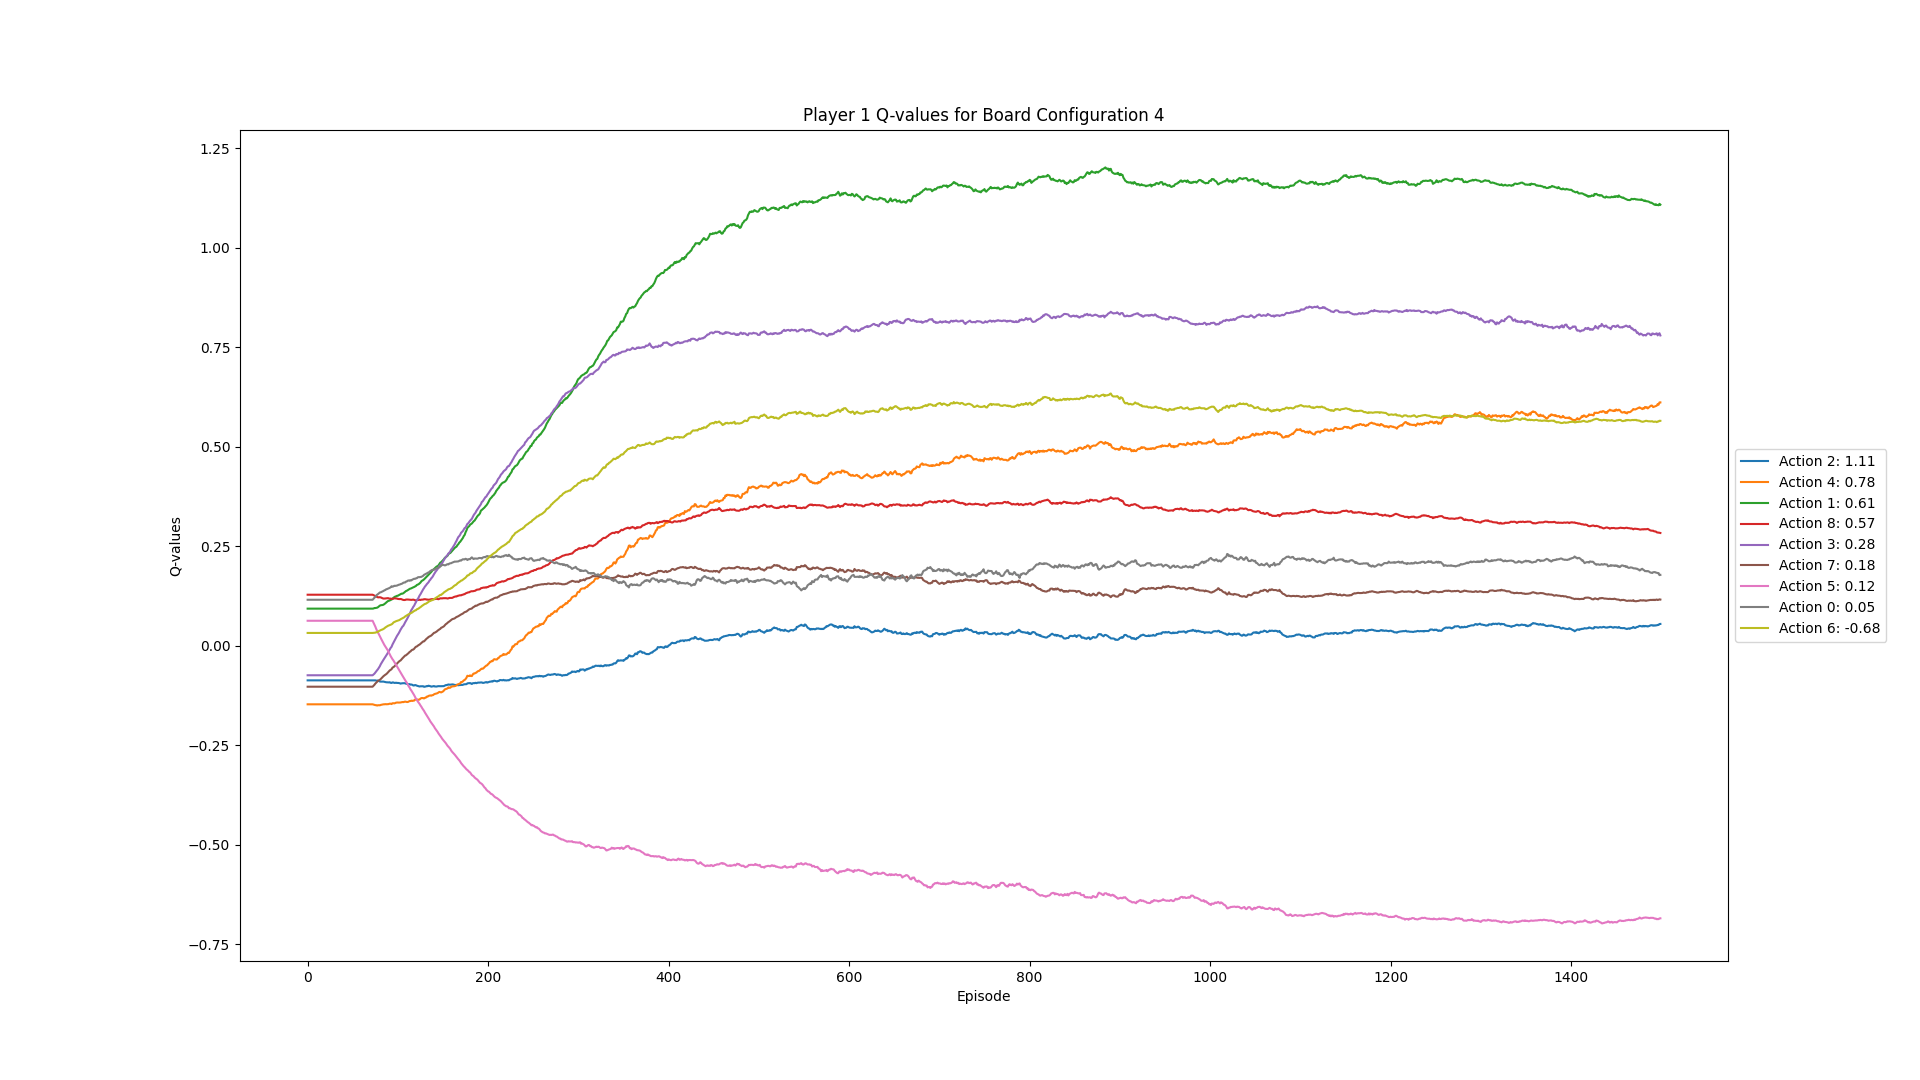 Player 1 Q-values for Board Configuration 4
1.25
1.00
0.75
0.50
0.25
0.00
−0.25
−0.50
−0.75
Q-values
0 200 400 600 800 1000 1200 1400
Episode
Action 2: 1.11
Action 4: 0.78
Action 1: 0.61
Action 8: 0.57
Action 3: 0.28
Action 7: 0.18
Action 5: 0.12
Action 0: 0.05
Action 6: -0.68